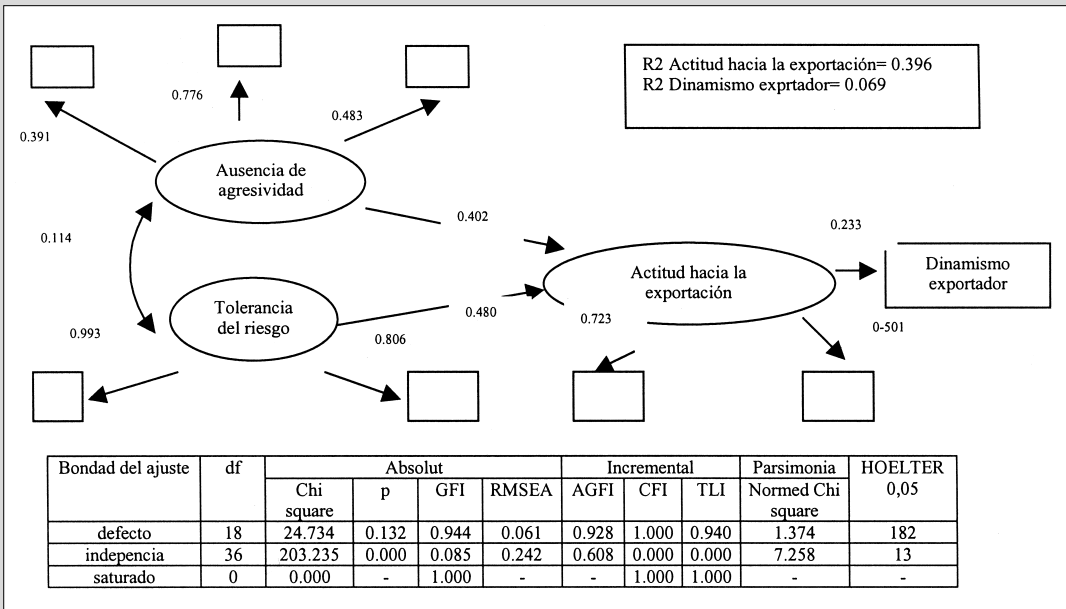 R2 Actitud hacia la exportación= 0.396
R2 Dinamismo exprtador= 0.069
0.776
0.483
0.391
Ausencia de
agresividad
0.402
0.114
0.233
Actitud hacia la
exportación
Dinamismo
exportador
Tolerancia
del riesgo
0.480
0.723
0-501
0.993
0.806
Bondad del ajuste df Absolut Incremental Parsimonia HOELTER
0,05
Chi
square p GFI RMSEA AGFI CFI TLI Normed Chi
square
defecto 18 24.734 0.132 0.944 0.061 0.928 1.000 0.940 1.374 182
indepencia 36 203.235 0.000 0.085 0.242 0.608 0.000 0.000 7.258 13
saturado 0 0.000 - 1.000 - - 1.000 1.000 - -